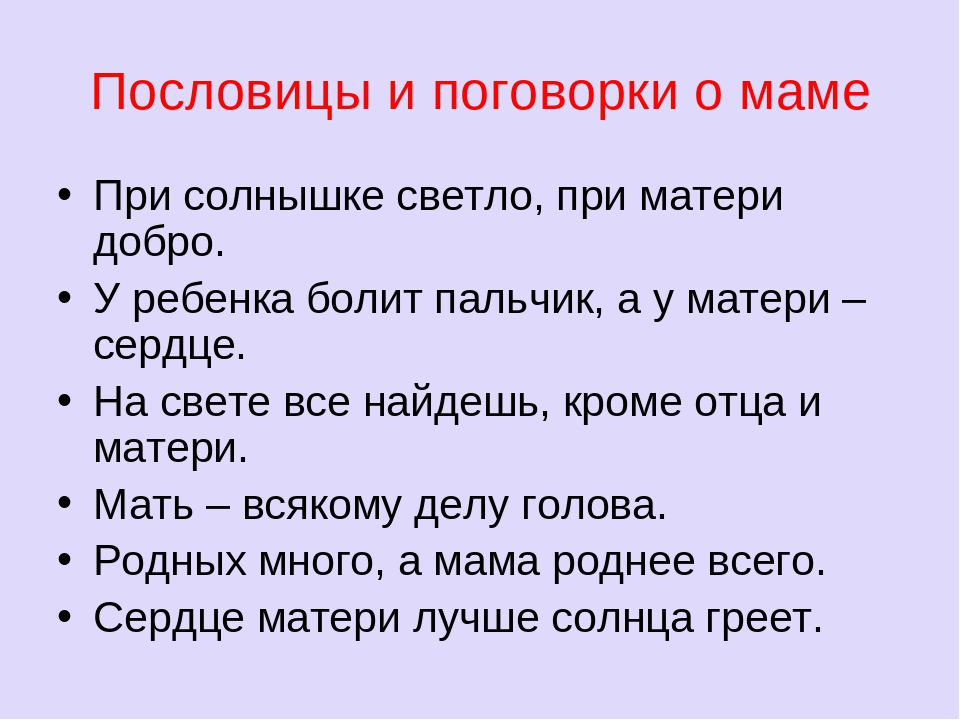 Пословицы и поговорки о маме
• При солнышке светло, при матери
добро.
• У ребенка болит пальчик, а у матери –
сердце.
• На свете все найдешь, кроме отца и
матери.
• Мать – всякому делу голова.
• Родных много, а мама роднее всего.
• Сердце матери лучше солнца греет.